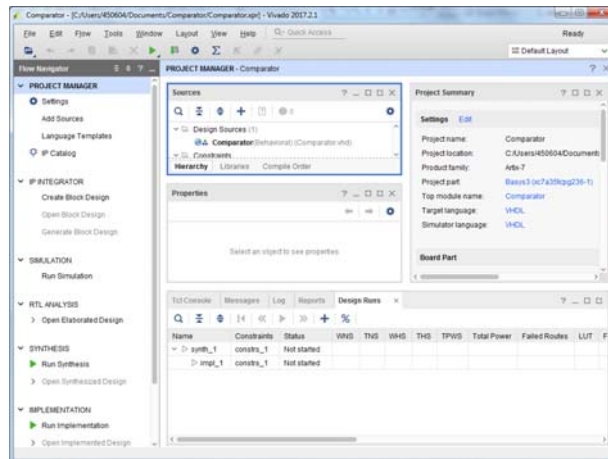 Comparator - [C:/Users/450604/Documents/Comparator/Comparator.xpr] - Vivado 2017.2.1
File Edit Flow Tools Window Layout View Help Quick Access
Ready
Default Layout
Flow Navigator
PROJECT MANAGER
Settings
Add Sources
Language Templates
IP Catalog
IP INTEGRATOR
Create Block Design
Open Block Design
Generate Block Design
SIMULATION
Run Simulation
RTL ANALYSIS
Open Elaborated Design
SYNTHESIS
Run Synthesis
Open Synthesized Design
IMPLEMENTATION
Run Implementation
Open Implemented Design
PROJECT MANAGER - Comparator
Sources
0
Design Sources (1)
Comparator(Behavioral) (Comparator.vhd)
Constraints
Hierarchy Libraries Compile Order
Properties
Select an object to see properties
Project Summary
Settings Edit
Project name: Comparator
Project location: C:/Users/450604/Document
Product family: Artix-7
Project part: Basys3 (xc7a35tcpg236-1)
Top module name: Comparator
Target language: VHDL
Simulator language: VHDL
Board Part
Tcl Console Messages Log Reports Design Runs
Name Constraints Status WNS TNS WHS THS TPWS Total Power Failed Routes LUT F
synth_1 constrs_1 Not started
impl_1 constrs_1 Not started